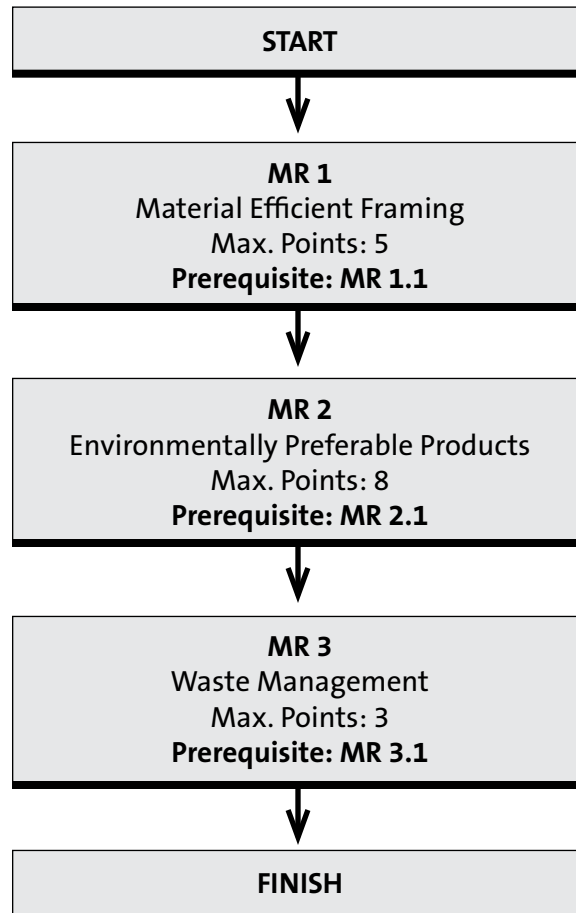 START
MR 1
Material Efficient Framing
Max. Points: 5
Prerequisite: MR 1.1
MR 2
Environmentally Preferable Products
Max. Points: 8
Prerequisite: MR 2.1
MR 3
Waste Management
Max. Points: 3
Prerequisite: MR 3.1
FINISH